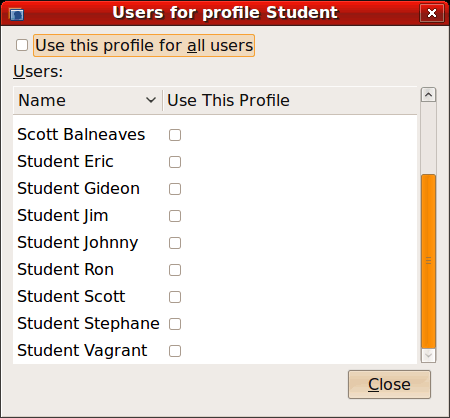 Users for profile Student
Use this profile for all users
Users:
Name Use This Profile
Scott Balneaves
Student Eric
Student Gideon
Student Jim
Student Johnny
Student Ron
Student Scott
Student Stephane
Student Vagrant
Close